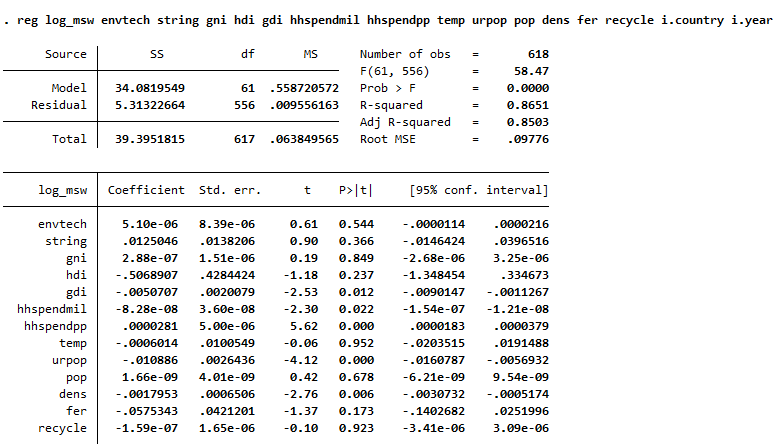 . reg log_msw envtech string gni hdi gdi hhspendmil hhspendpp temp urpop pop dens fer recycle i.country i.year
Source SS df MS Number of obs = 618
F(61, 556) = 58.47
Model 34.0819549 61 .558720572 Prob > F = 0.0000
Residual 5.31322664 556 .009556163 R-squared = 0.8651
Adj R-squared = 0.8503
Total 39.3951815 617 .063849565 Root MSE = .09776
log_msw Coefficient Std. err. t P>|t| [95% conf. interval]
envtech 5.10e-06 8.39e-06 0.61 0.544 -.0000114 .0000216
string .0125046 .0138206 0.90 0.366 -.0146424 .0396516
gni 2.88e-07 1.51e-06 0.19 0.849 -2.68e-06 3.25e-06
hdi -.5068907 .4284424 -1.18 0.237 -1.348454 .334673
gdi -.0050707 .0020079 -2.53 0.012 -.0090147 -.0011267
hhspendmil -8.28e-08 3.60e-08 -2.30 0.022 -1.54e-07 -1.21e-08
hhspendpp .0000281 5.00e-06 5.62 0.000 .0000183 .0000379
temp -.0006014 .0100549 -0.06 0.952 -.0203515 .0191488
urpop -.010886 .0026436 -4.12 0.000 -.0160787 -.0056932
pop 1.66e-09 4.01e-09 0.42 0.678 -6.21e-09 9.54e-09
dens -.0017953 .0006506 -2.76 0.006 -.0030732 -.0005174
fer -.0575343 .0421201 -1.37 0.173 -.1402682 .0251996
recycle -1.59e-07 1.65e-06 -0.10 0.923 -3.41e-06 3.09e-06